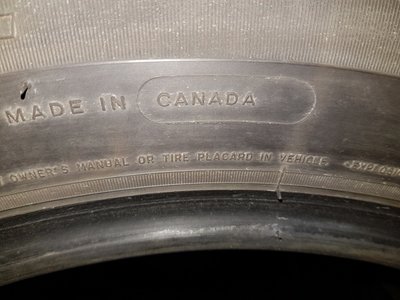 MADE IN CANADA
OWNER'S MANUAL OR TIRE PLACARD IN VEHICLE